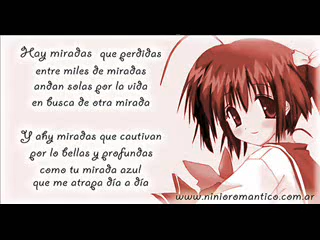 Hay miradas que perdidas
entre miles de miradas
andan solas por la vida
en busca de otra mirada
Y ahy miradas que cautivan
por lo bellas y profundas
como tu mirada azul
que me atrapa día a día
www.ninioromantico.com.ar